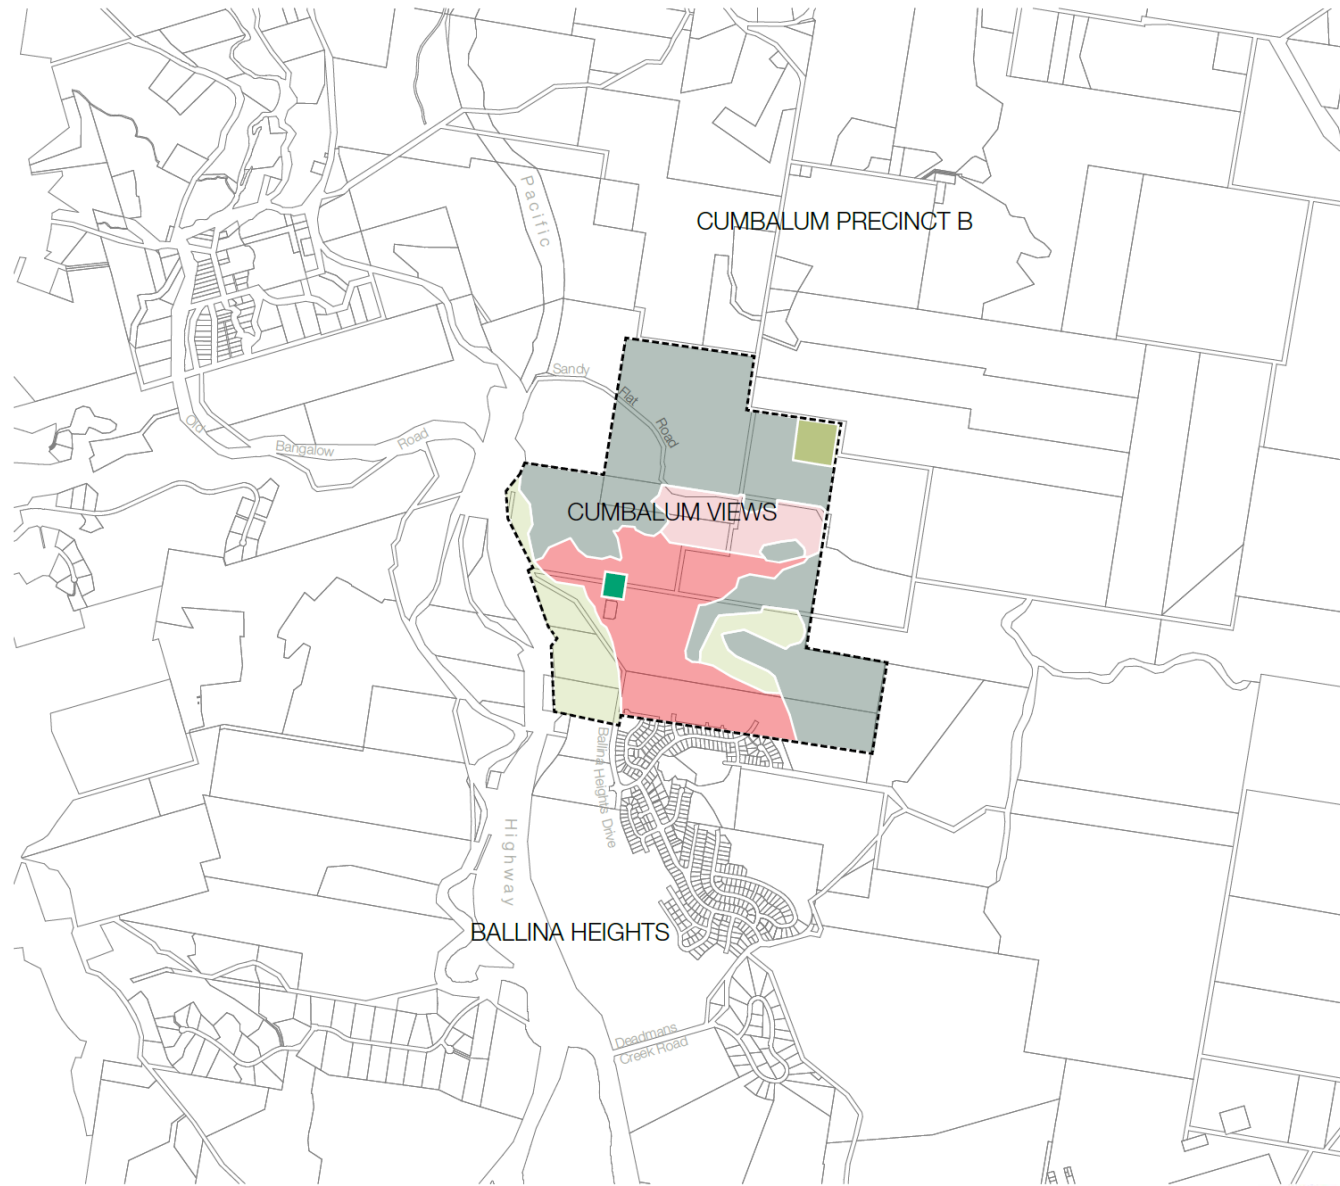 Pacific
CUMBALUM PRECINCT B
Sandy
Flat
Road
Old
Bangalow
Road
CUMBALUM VIEWS
Ballina Heights Drive
Highway
BALLINA HEIGHTS
Deadmans
Creek Road